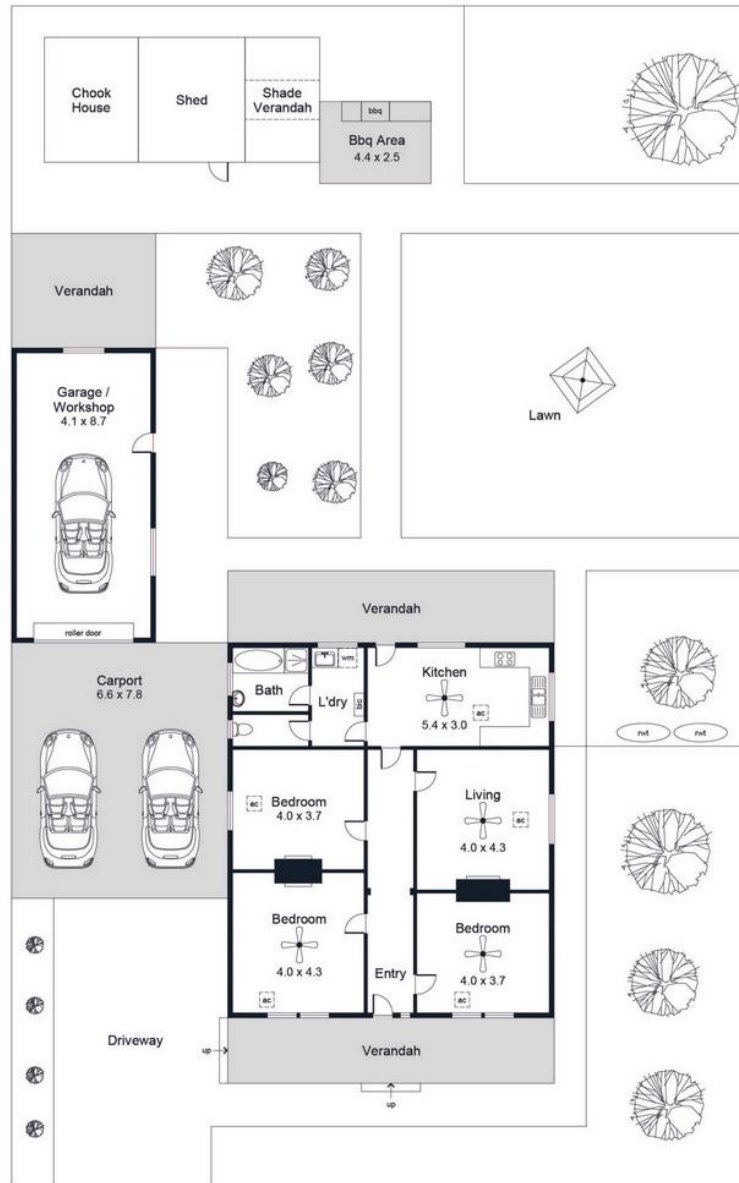 Chook
House
Shed
Shade
Verandah
bbq
Bbq Area
4.4 x 2.5
Verandah
Garage /
Workshop
4.1 x 8.7
Lawn
roller door
Verandah
Carport
6.6 x 7.8
Bath
wm
L'dry
bic
Kitchen
ac
5.4 x 3.0
rwt
rwt
Bedroom
ac
4.0 x 3.7
Living
ac
4.0 x 4.3
Bedroom
4.0 x 4.3
ac
Entry
Bedroom
4.0 x 3.7
ac
Driveway
up
Verandah
up